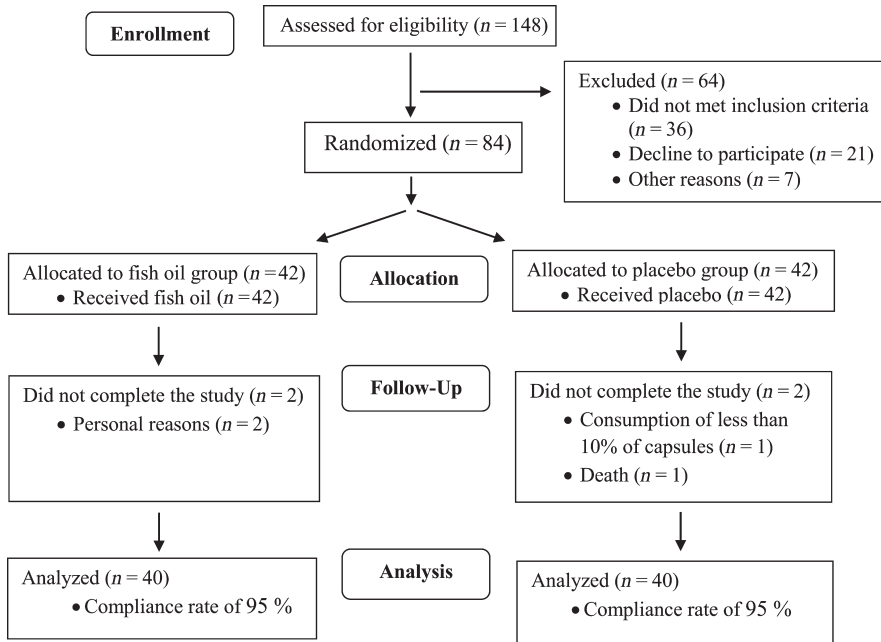 Enrollment
Assessed for eligibility (n = 148)
Excluded (n = 64)
• Did not met inclusion criteria
(n = 36)
• Decline to participate (n = 21)
• Other reasons (n = 7)
Randomized (n = 84)
Allocated to fish oil group (n = 42)
• Received fish oil (n = 42)
Allocation
Allocated to placebo group (n = 42)
• Received placebo (n = 42)
Did not complete the study (n = 2)
• Personal reasons (n = 2)
Follow-Up
Did not complete the study (n = 2)
• Consumption of less than
10% of capsules (n = 1)
• Death (n = 1)
Analyzed (n = 40)
• Compliance rate of 95 %
Analysis
Analyzed (n = 40)
• Compliance rate of 95 %